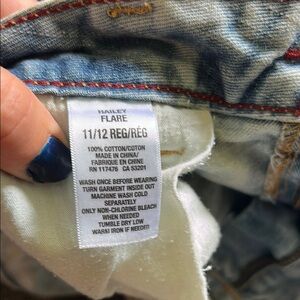 HAILEY
FLARE
11/12 REG/RÉG
100% COTTON/COTON
MADE IN CHINA/
FABRIQUÉ EN CHINE
RN 117476 CA 53201
WASH ONCE BEFORE WEARING
TURN GARMENT INSIDE OUT
MACHINE WASH COLD
SEPARATELY
ONLY NON-CHLORINE BLEACH
WHEN NEEDED
TUMBLE DRY LOW
WARM IRON IF NEEDED